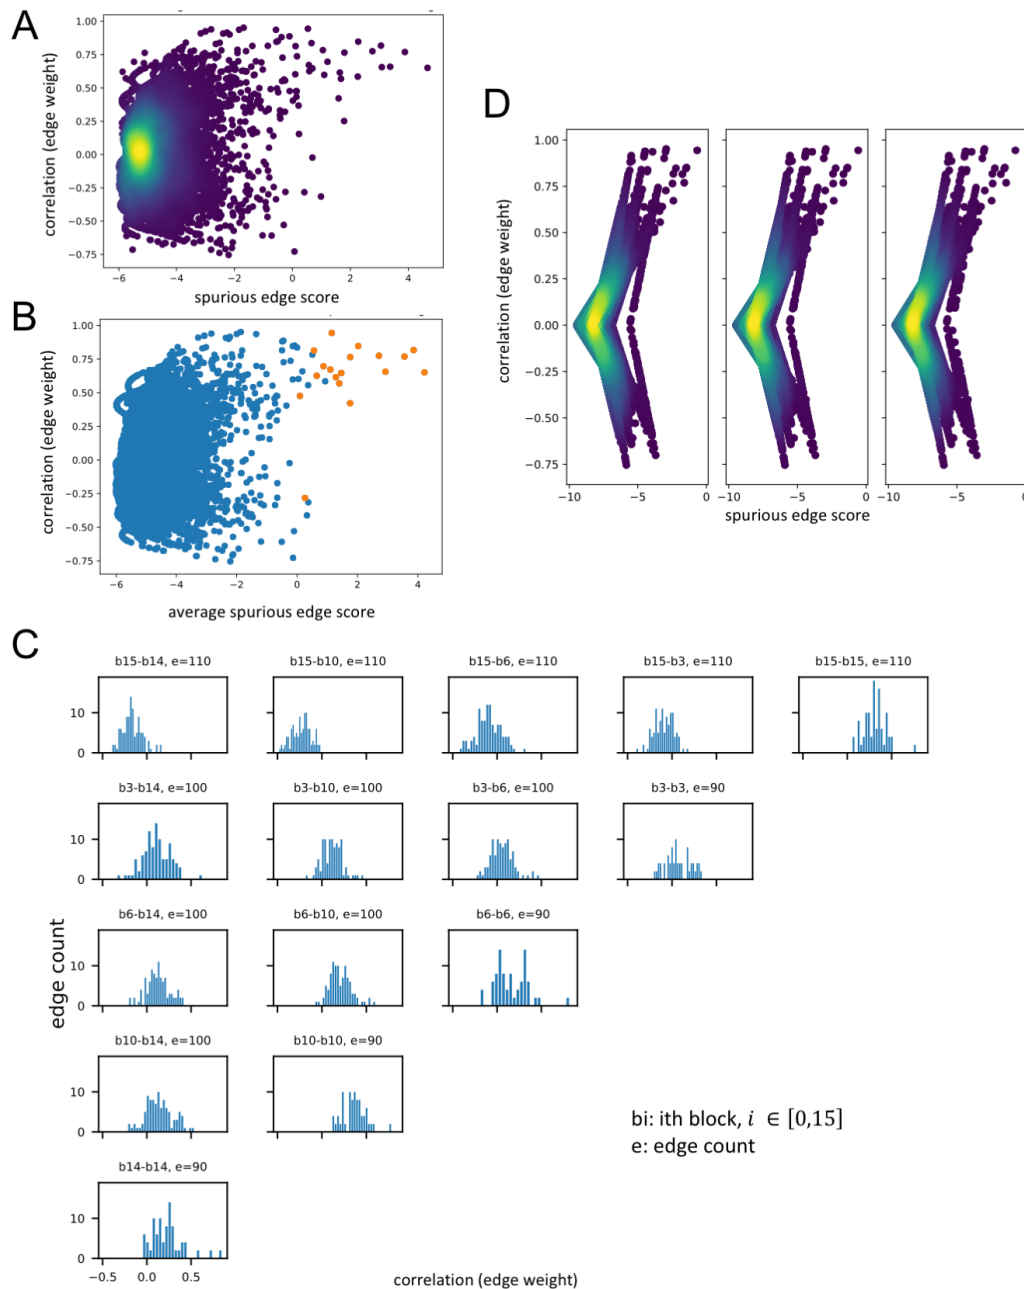 A
1.00
0.75
0.50
0.25
0.00
−0.25
−0.50
−0.75
correlation (edge weight)
−6 −4 −2 0 2 4
spurious edge score
B
1.00
0.75
0.50
0.25
0.00
−0.25
−0.50
−0.75
correlation (edge weight)
−6 −4 −2 0 2 4
average spurious edge score
D
1.00
0.75
0.50
0.25
0.00
−0.25
−0.50
−0.75
correlation (edge weight)
−10 −5 0 −10 −5 0 −10 −5
spurious edge score
C
b15-b14, e=110 b15-b10, e=110 b15-b6, e=110 b15-b3, e=110 b15-b15, e=110
10
0
b3-b14, e=100 b3-b10, e=100 b3-b6, e=100 b3-b3, e=90
10
0
b6-b14, e=100 b6-b10, e=100 b6-b6, e=90
10
0
edge count
b10-b14, e=100 b10-b10, e=90
10
0
b14-b14, e=90
10
0
−0.5 0.0 0.5
correlation (edge weight)
bi: ith block, i ∈ [0,15]
e: edge count